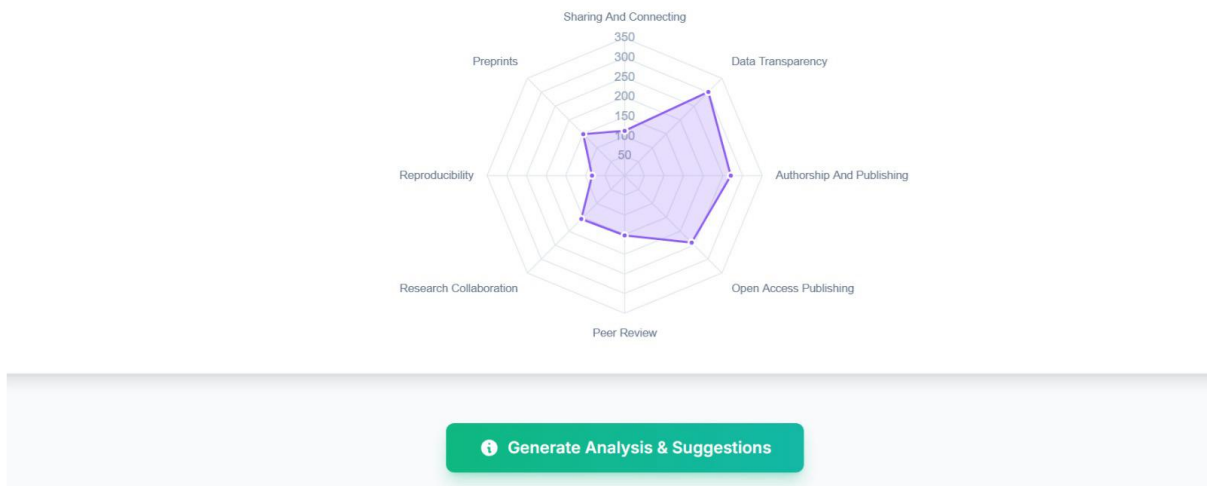 Sharing And Connecting
350
Preprints
300
Data Transparency
250
200
150
100
50
Reproducibility
Authorship And Publishing
Research Collaboration
Open Access Publishing
Peer Review
Generate Analysis & Suggestions